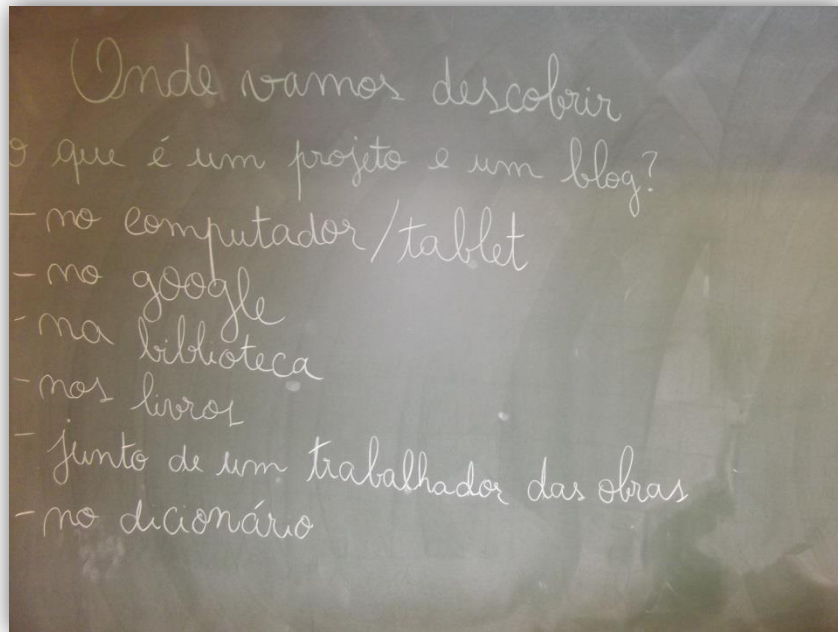 Onde vamos descobrir
o que é um projeto e um blog?
- no computador/tablet
- no google
- na biblioteca
- nos livros
- junto de um trabalhador das obras
- no dicionário